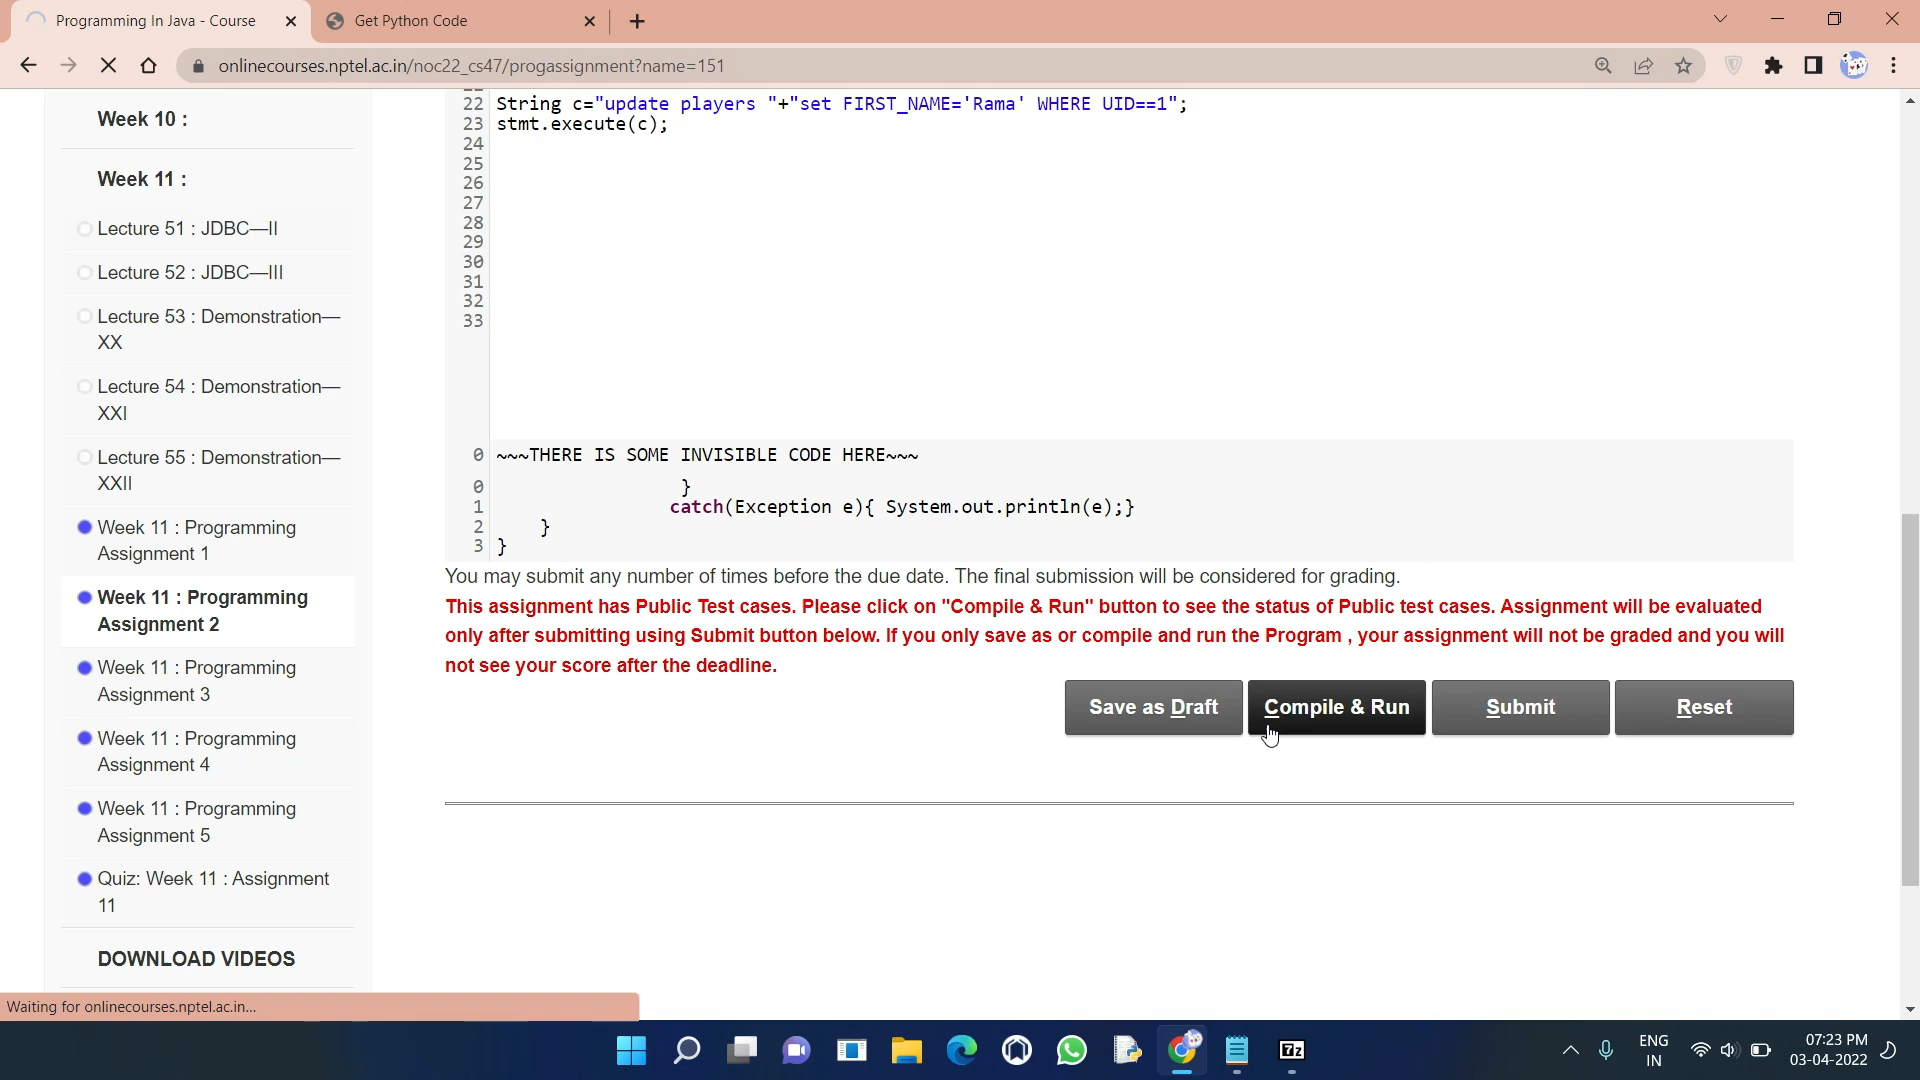 Programming In Java - Course
Get Python Code
onlinecourses.nptel.ac.in/noc22_cs47/progassignment?name=151
Week 10 :
Week 11 :
Lecture 51 : JDBC—II
Lecture 52 : JDBC—III
Lecture 53 : Demonstration—
XX
Lecture 54 : Demonstration—
XXI
Lecture 55 : Demonstration—
XXII
Week 11 : Programming
Assignment 1
Week 11 : Programming
Assignment 2
Week 11 : Programming
Assignment 3
Week 11 : Programming
Assignment 4
Week 11 : Programming
Assignment 5
Quiz: Week 11 : Assignment
11
DOWNLOAD VIDEOS
22 String c="update players "+"set FIRST_NAME='Rama' WHERE UID==1";
23 stmt.execute(c);
24
25
26
27
28
29
30
31
32
33
0 ~~~THERE IS SOME INVISIBLE CODE HERE~~~
0 }
1 catch(Exception e){ System.out.println(e);}
2 }
3 }
You may submit any number of times before the due date. The final submission will be considered for grading.
This assignment has Public Test cases. Please click on "Compile & Run" button to see the status of Public test cases. Assignment will be evaluated
only after submitting using Submit button below. If you only save as or compile and run the Program , your assignment will not be graded and you will
not see your score after the deadline.
Save as Draft
Compile & Run
Submit
Reset
Waiting for onlinecourses.nptel.ac.in...
7z
ENG
IN
07:23 PM
03-04-2022